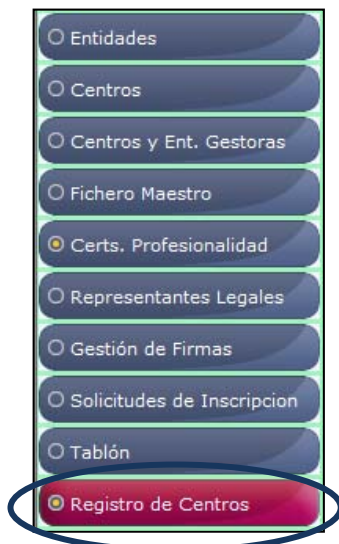 Entidades
Centros
Centros y Ent. Gestoras
Fichero Maestro
Certs. Profesionalidad
Representantes Legales
Gestión de Firmas
Solicitudes de Inscripcion
Tablón
Registro de Centros